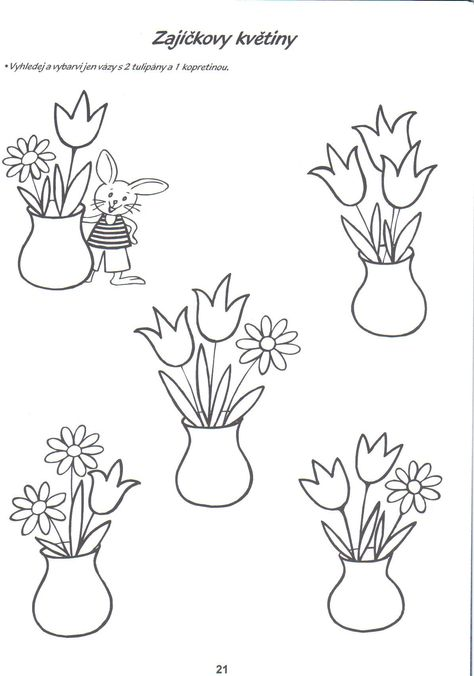 Zajíčkovy květiny
• Vyhledej a vybarvi jen vázy s 2 tulipány a 1 kopretinou.
21